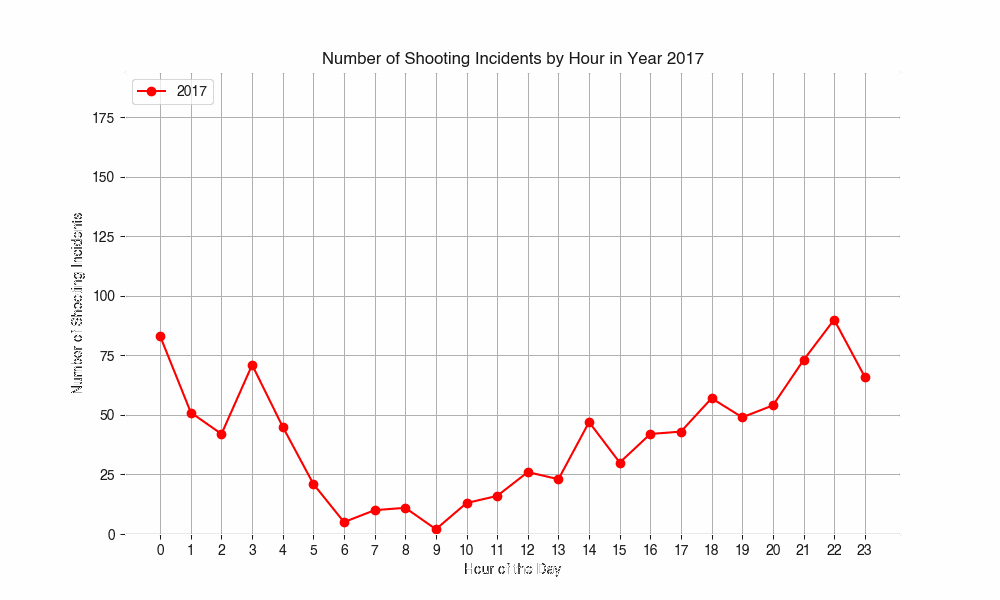 Number of Shooting Incidents by Hour in Year 2017
2017
175
150
125
100
75
50
25
0
Number of Shooting Incidents
0 1 2 3 4 5 6 7 8 9 10 11 12 13 14 15 16 17 18 19 20 21 22 23
Hour of the Day